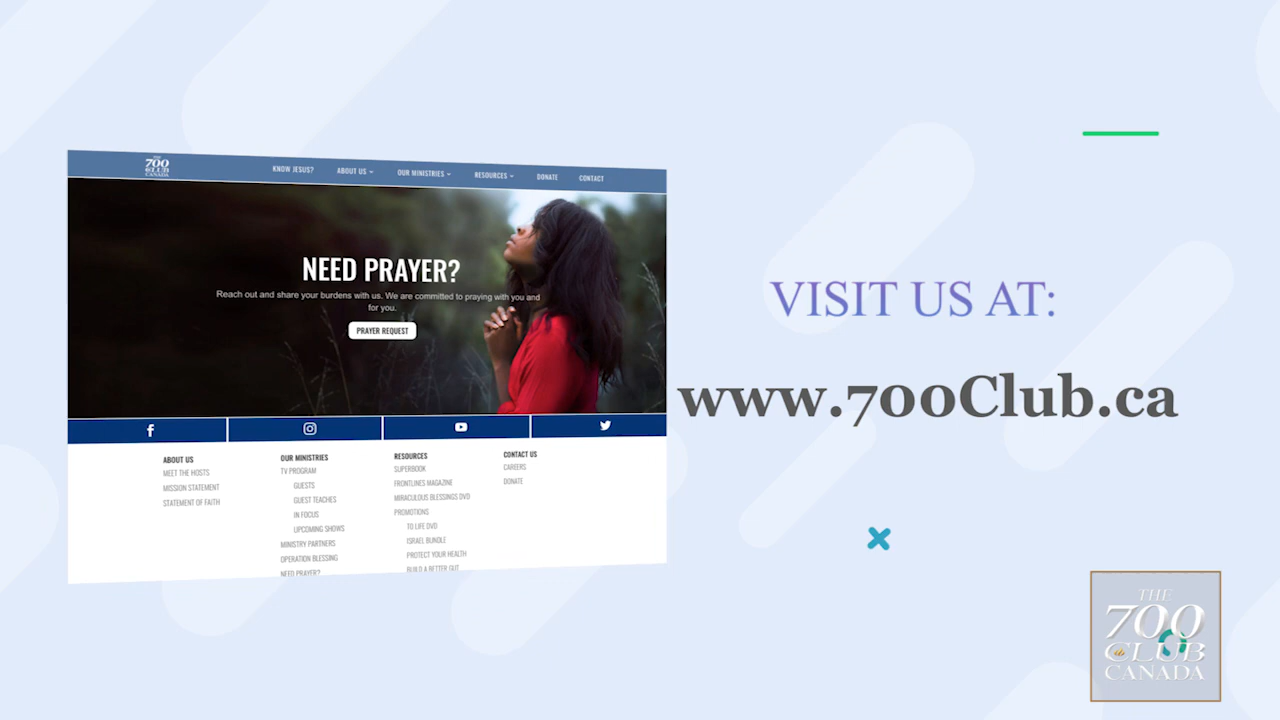 THE
700
CLUB
CANADA
KNOW JESUS?
ABOUT US
OUR MINISTRIES
RESOURCES
DONATE
CONTACT
NEED PRAYER?
Reach out and share your burdens with us. We are committed to praying with you and
for you.
PRAYER REQUEST
ABOUT US
MEET THE HOSTS
MISSION STATEMENT
STATEMENT OF FAITH
OUR MINISTRIES
TV PROGRAM
GUESTS
GUEST TEACHES
IN FOCUS
UPCOMING SHOWS
MINISTRY PARTNERS
OPERATION BLESSING
NEED PRAYER?
RESOURCES
SUPERBOOK
FRONTLINES MAGAZINE
MIRACULOUS BLESSINGS DVD
PROMOTIONS
TO LIFE DVD
ISRAEL BUNDLE
PROTECT YOUR HEALTH
BUILD A BETTER GUT
CONTACT US
CAREERS
DONATE
VISIT US AT:
www.700Club.ca
THE
700
CLUB
CANADA